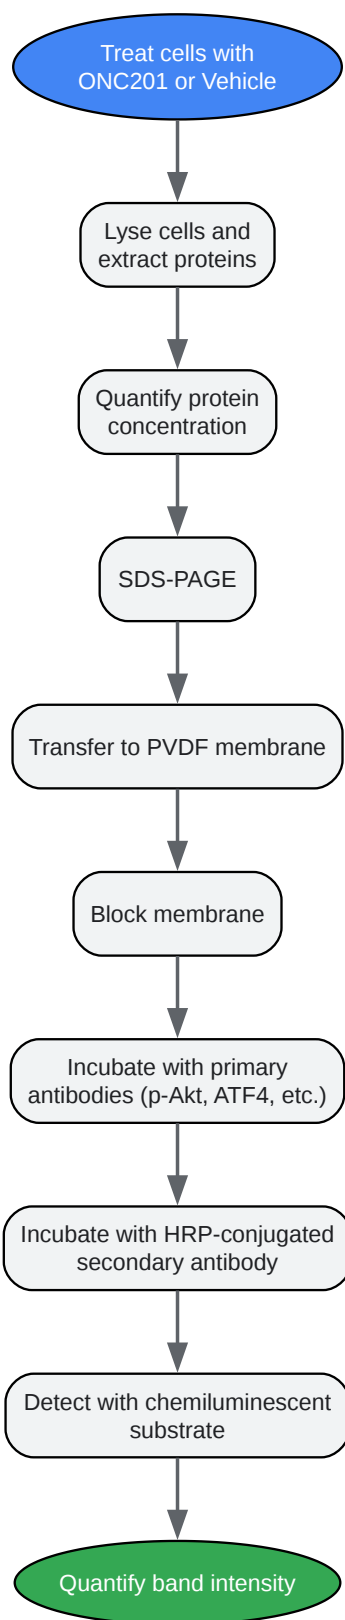 Treat cells with
ONC201 or Vehicle
Lyse cells and
extract proteins
Quantify protein
concentration
SDS-PAGE
Transfer to PVDF membrane
Block membrane
Incubate with primary
antibodies (p-Akt, ATF4, etc.)
Incubate with HRP-conjugated
secondary antibody
Detect with chemiluminescent
substrate
Quantify band intensity